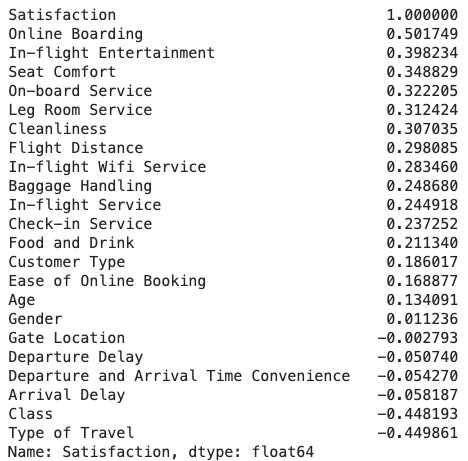 Satisfaction 1.000000
Online Boarding 0.501749
In-flight Entertainment 0.398234
Seat Comfort 0.348829
On-board Service 0.322205
Leg Room Service 0.312424
Cleanliness 0.307035
Flight Distance 0.298085
In-flight Wifi Service 0.283460
Baggage Handling 0.248680
In-flight Service 0.244918
Check-in Service 0.237252
Food and Drink 0.211340
Customer Type 0.186017
Ease of Online Booking 0.168877
Age 0.134091
Gender 0.011236
Gate Location -0.002793
Departure Delay -0.050740
Departure and Arrival Time Convenience -0.054270
Arrival Delay -0.058187
Class -0.448193
Type of Travel -0.449861
Name: Satisfaction, dtype: float64